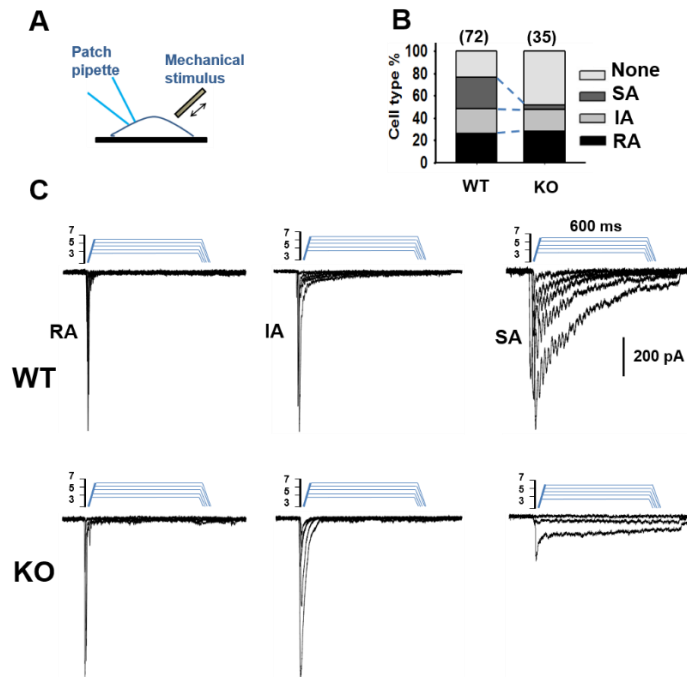 A
Patch
pipette
Mechanical
stimulus
B
(72) (35)
Cell type %
100
80
60
40
20
0
WT KO
None
SA
IA
RA
C
7
5
3
7
5
3
600 ms
7
5
3
RA
IA
SA
WT
200 pA
7
5
3
7
5
3
7
5
3
KO